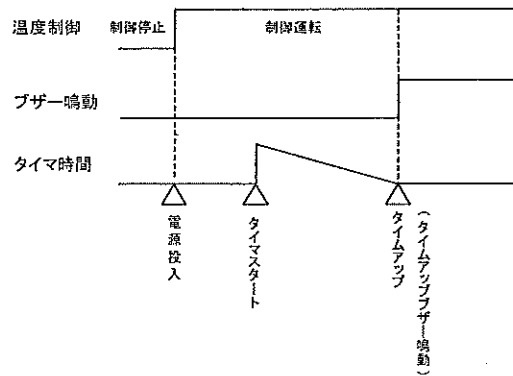 温度制御
制御停止
制御運転
ブザー鳴動
タイマ時間
電源投入
タイマスタート
タイムアップ
(タイムアップブザー鳴動)